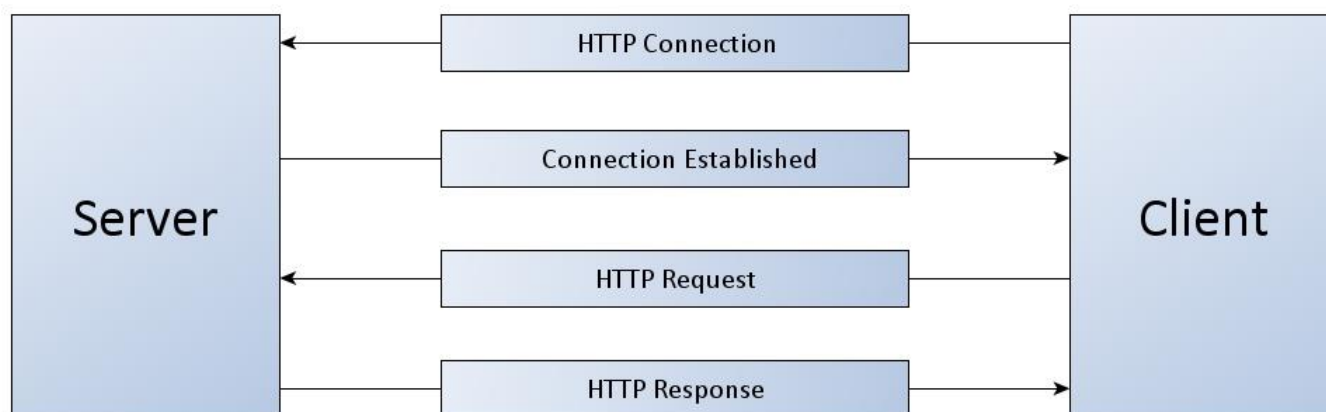 HTTP Connection
Connection Established
Server
Client
HTTP Request
HTTP Response